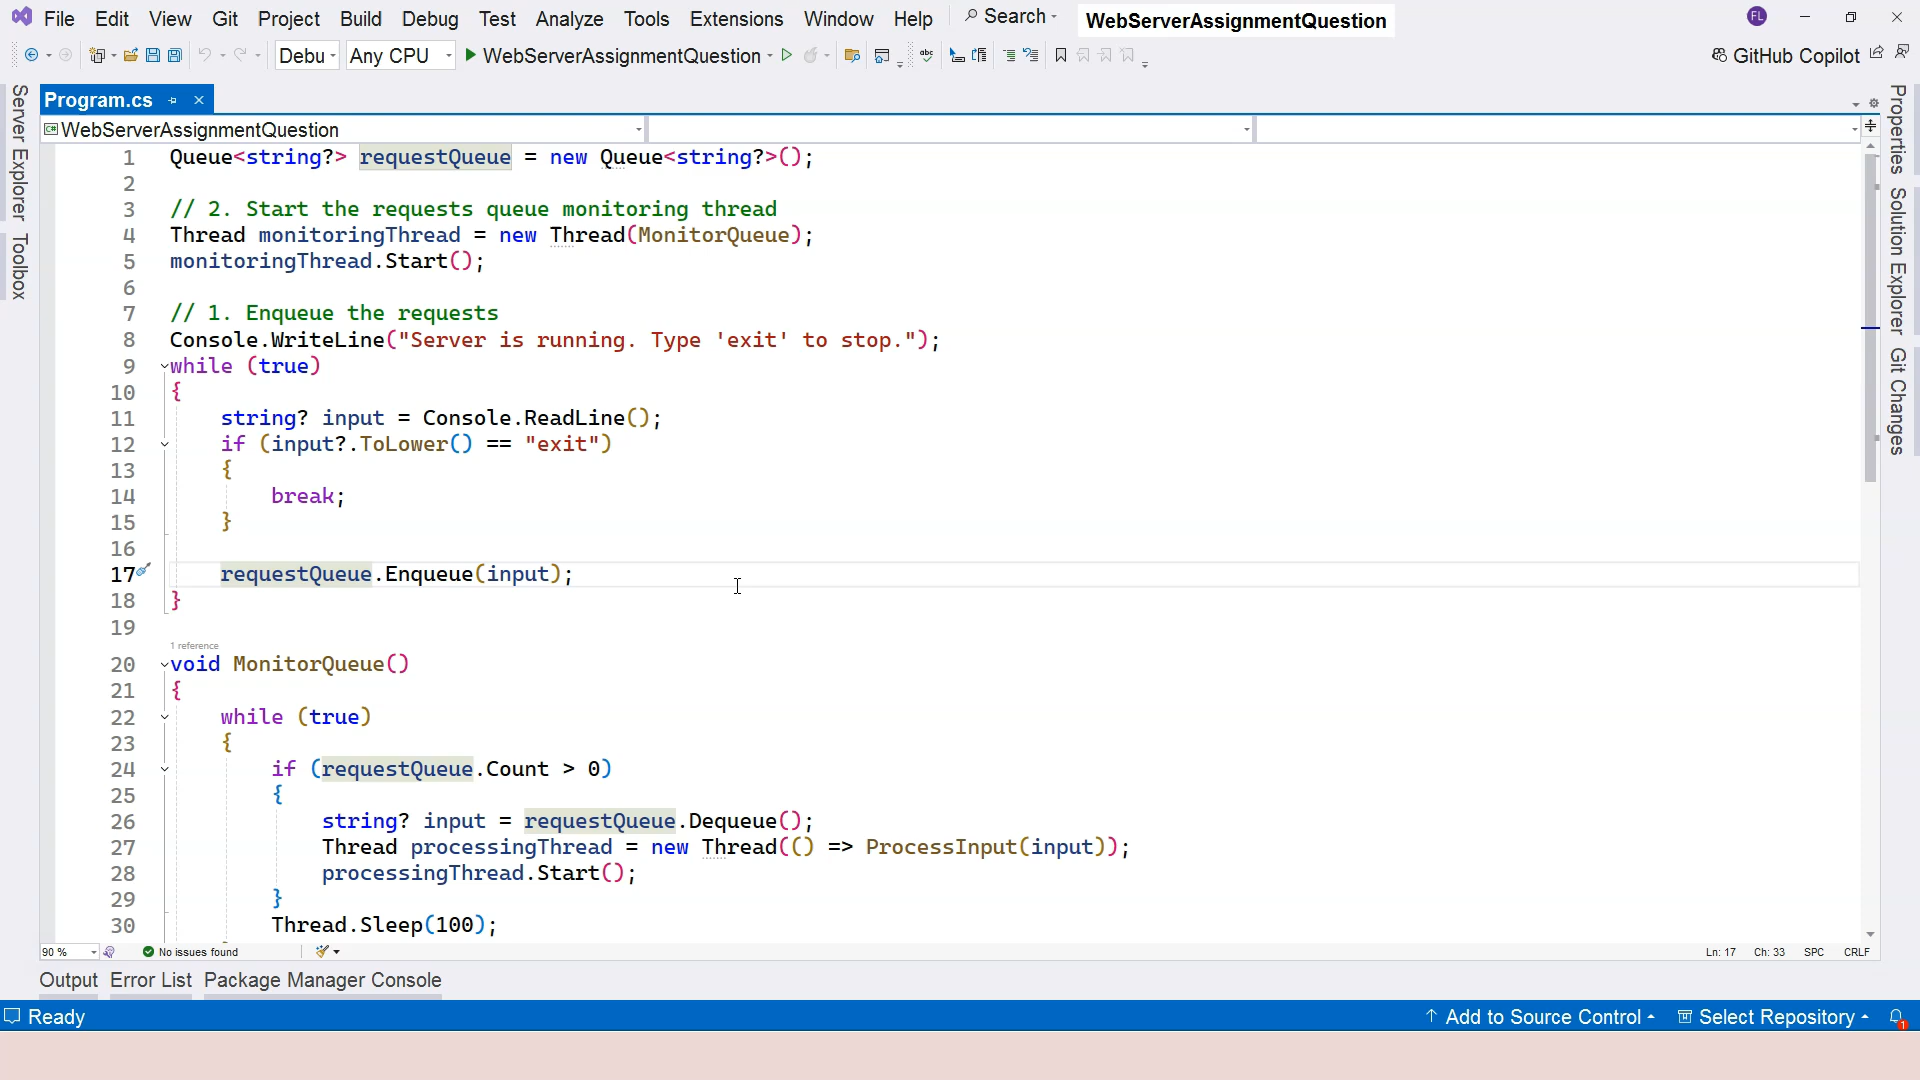 File Edit View Git Project Build Debug Test Analyze Tools Extensions Window Help Search WebServerAssignmentQuestion FL
Debu Any CPU WebServerAssignmentQuestion abc GitHub Copilot
Server Explorer
Toolbox
Program.cs
C# WebServerAssignmentQuestion
1 Queue<string?> requestQueue = new Queue<string?>();
2
3 // 2. Start the requests queue monitoring thread
4 Thread monitoringThread = new Thread(MonitorQueue);
5 monitoringThread.Start();
6
7 // 1. Enqueue the requests
8 Console.WriteLine("Server is running. Type 'exit' to stop.");
9 while (true)
10 {
11 string? input = Console.ReadLine();
12 if (input?.ToLower() == "exit")
13 {
14 break;
15 }
16
17 requestQueue.Enqueue(input);
18 }
19
1 reference
20 void MonitorQueue()
21 {
22 while (true)
23 {
24 if (requestQueue.Count > 0)
25 {
26 string? input = requestQueue.Dequeue();
27 Thread processingThread = new Thread(() => ProcessInput(input));
28 processingThread.Start();
29 }
30 Thread.Sleep(100);
Properties
Solution Explorer
Git Changes
90 % No issues found Ln: 17 Ch: 33 SPC CRLF
Output Error List Package Manager Console
Ready Add to Source Control Select Repository 1